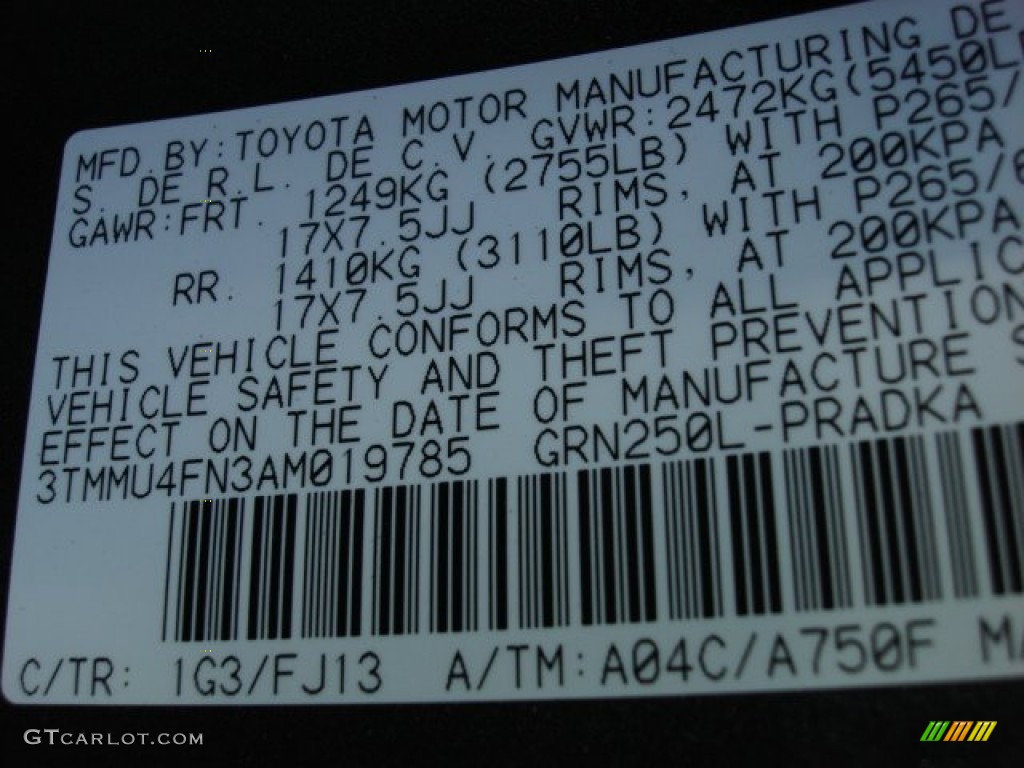 MFD.BY:TOYOTA MOTOR MANUFACTURING DE
S. DE R.L. DE C.V. GVWR:2472KG(5450L
GAWR:FRT. 1249KG (2755LB) WITH P265/
17X7.5JJ RIMS, AT 200KPA
RR. 1410KG (3110LB) WITH P265/6
17X7.5JJ RIMS, AT 200KPA
THIS VEHICLE CONFORMS TO ALL APPLIC
VEHICLE SAFETY AND THEFT PREVENTION
EFFECT ON THE DATE OF MANUFACTURE S
3TMMU4FN3AM019785 GRN250L-PRADKA
C/TR: 1G3/FJ13 A/TM:A04C/A750F MA
GTCARLOT.COM